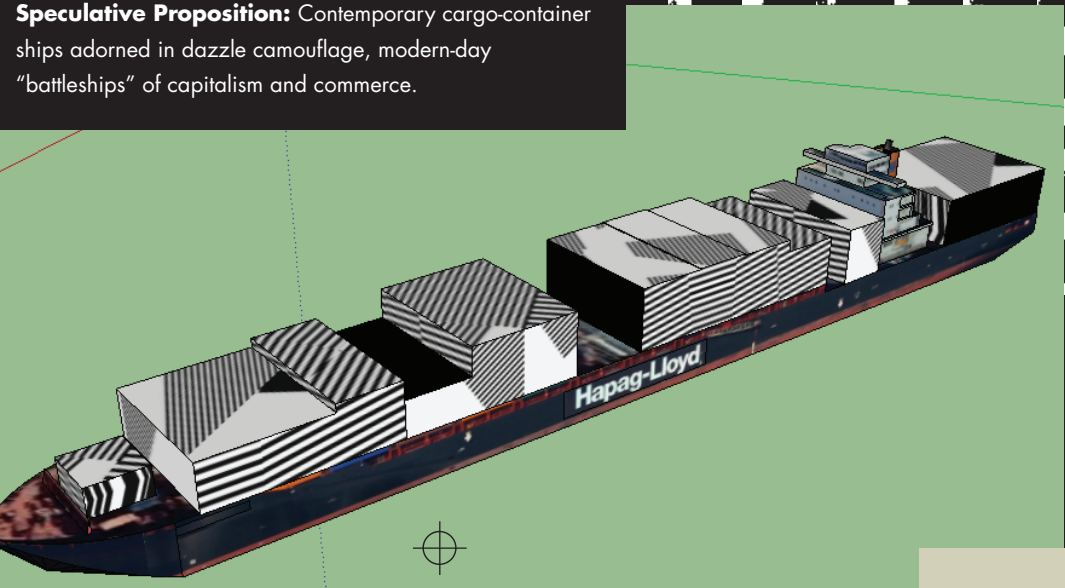 Speculative Proposition: Contemporary cargo-container
ships adorned in dazzle camouflage, modern-day
“battleships” of capitalism and commerce.
Hapag-Lloyd